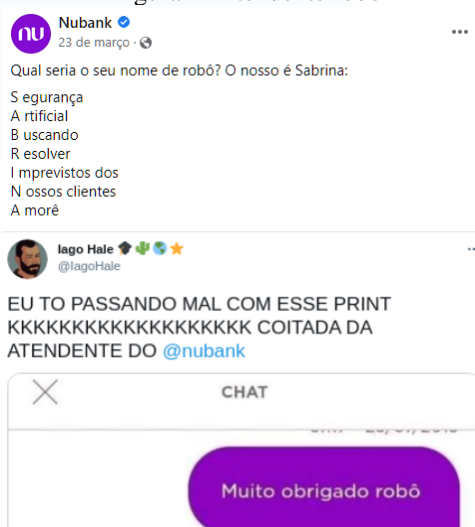 nu
Nubank
23 de março ·
Qual seria o seu nome de robô? O nosso é Sabrina:
S egurança
A rtificial
B uscando
R esolver
I mprevistos dos
N ossos clientes
A morê
Iago Hale
@IagoHale
EU TO PASSANDO MAL COM ESSE PRINT
KKKKKKKKKKKKKKKKKKK COITADA DA
ATENDENTE DO @nubank
CHAT
Muito obrigado robô